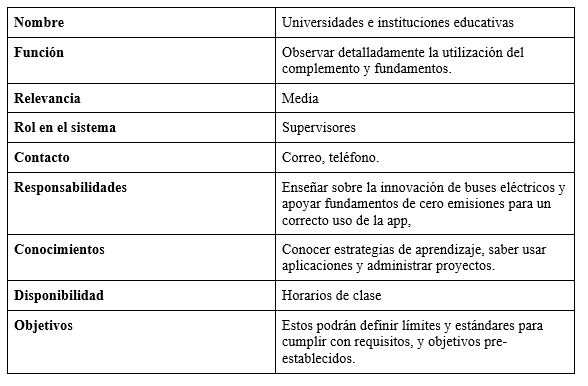 Nombre
Universidades e instituciones educativas
Función
Observar detalladamente la utilización del
complemento y fundamentos.
Relevancia
Media
Rol en el sistema
Supervisores
Contacto
Correo, teléfono.
Responsabilidades
Enseñar sobre la innovación de buses eléctricos y
apoyar fundamentos de cero emisiones para un
correcto uso de la app,
Conocimientos
Conocer estrategias de aprendizaje, saber usar
aplicaciones y administrar proyectos.
Disponibilidad
Horarios de clase
Objetivos
Estos podrán definir límites y estándares para
cumplir con requisitos, y objetivos pre-
establecidos.